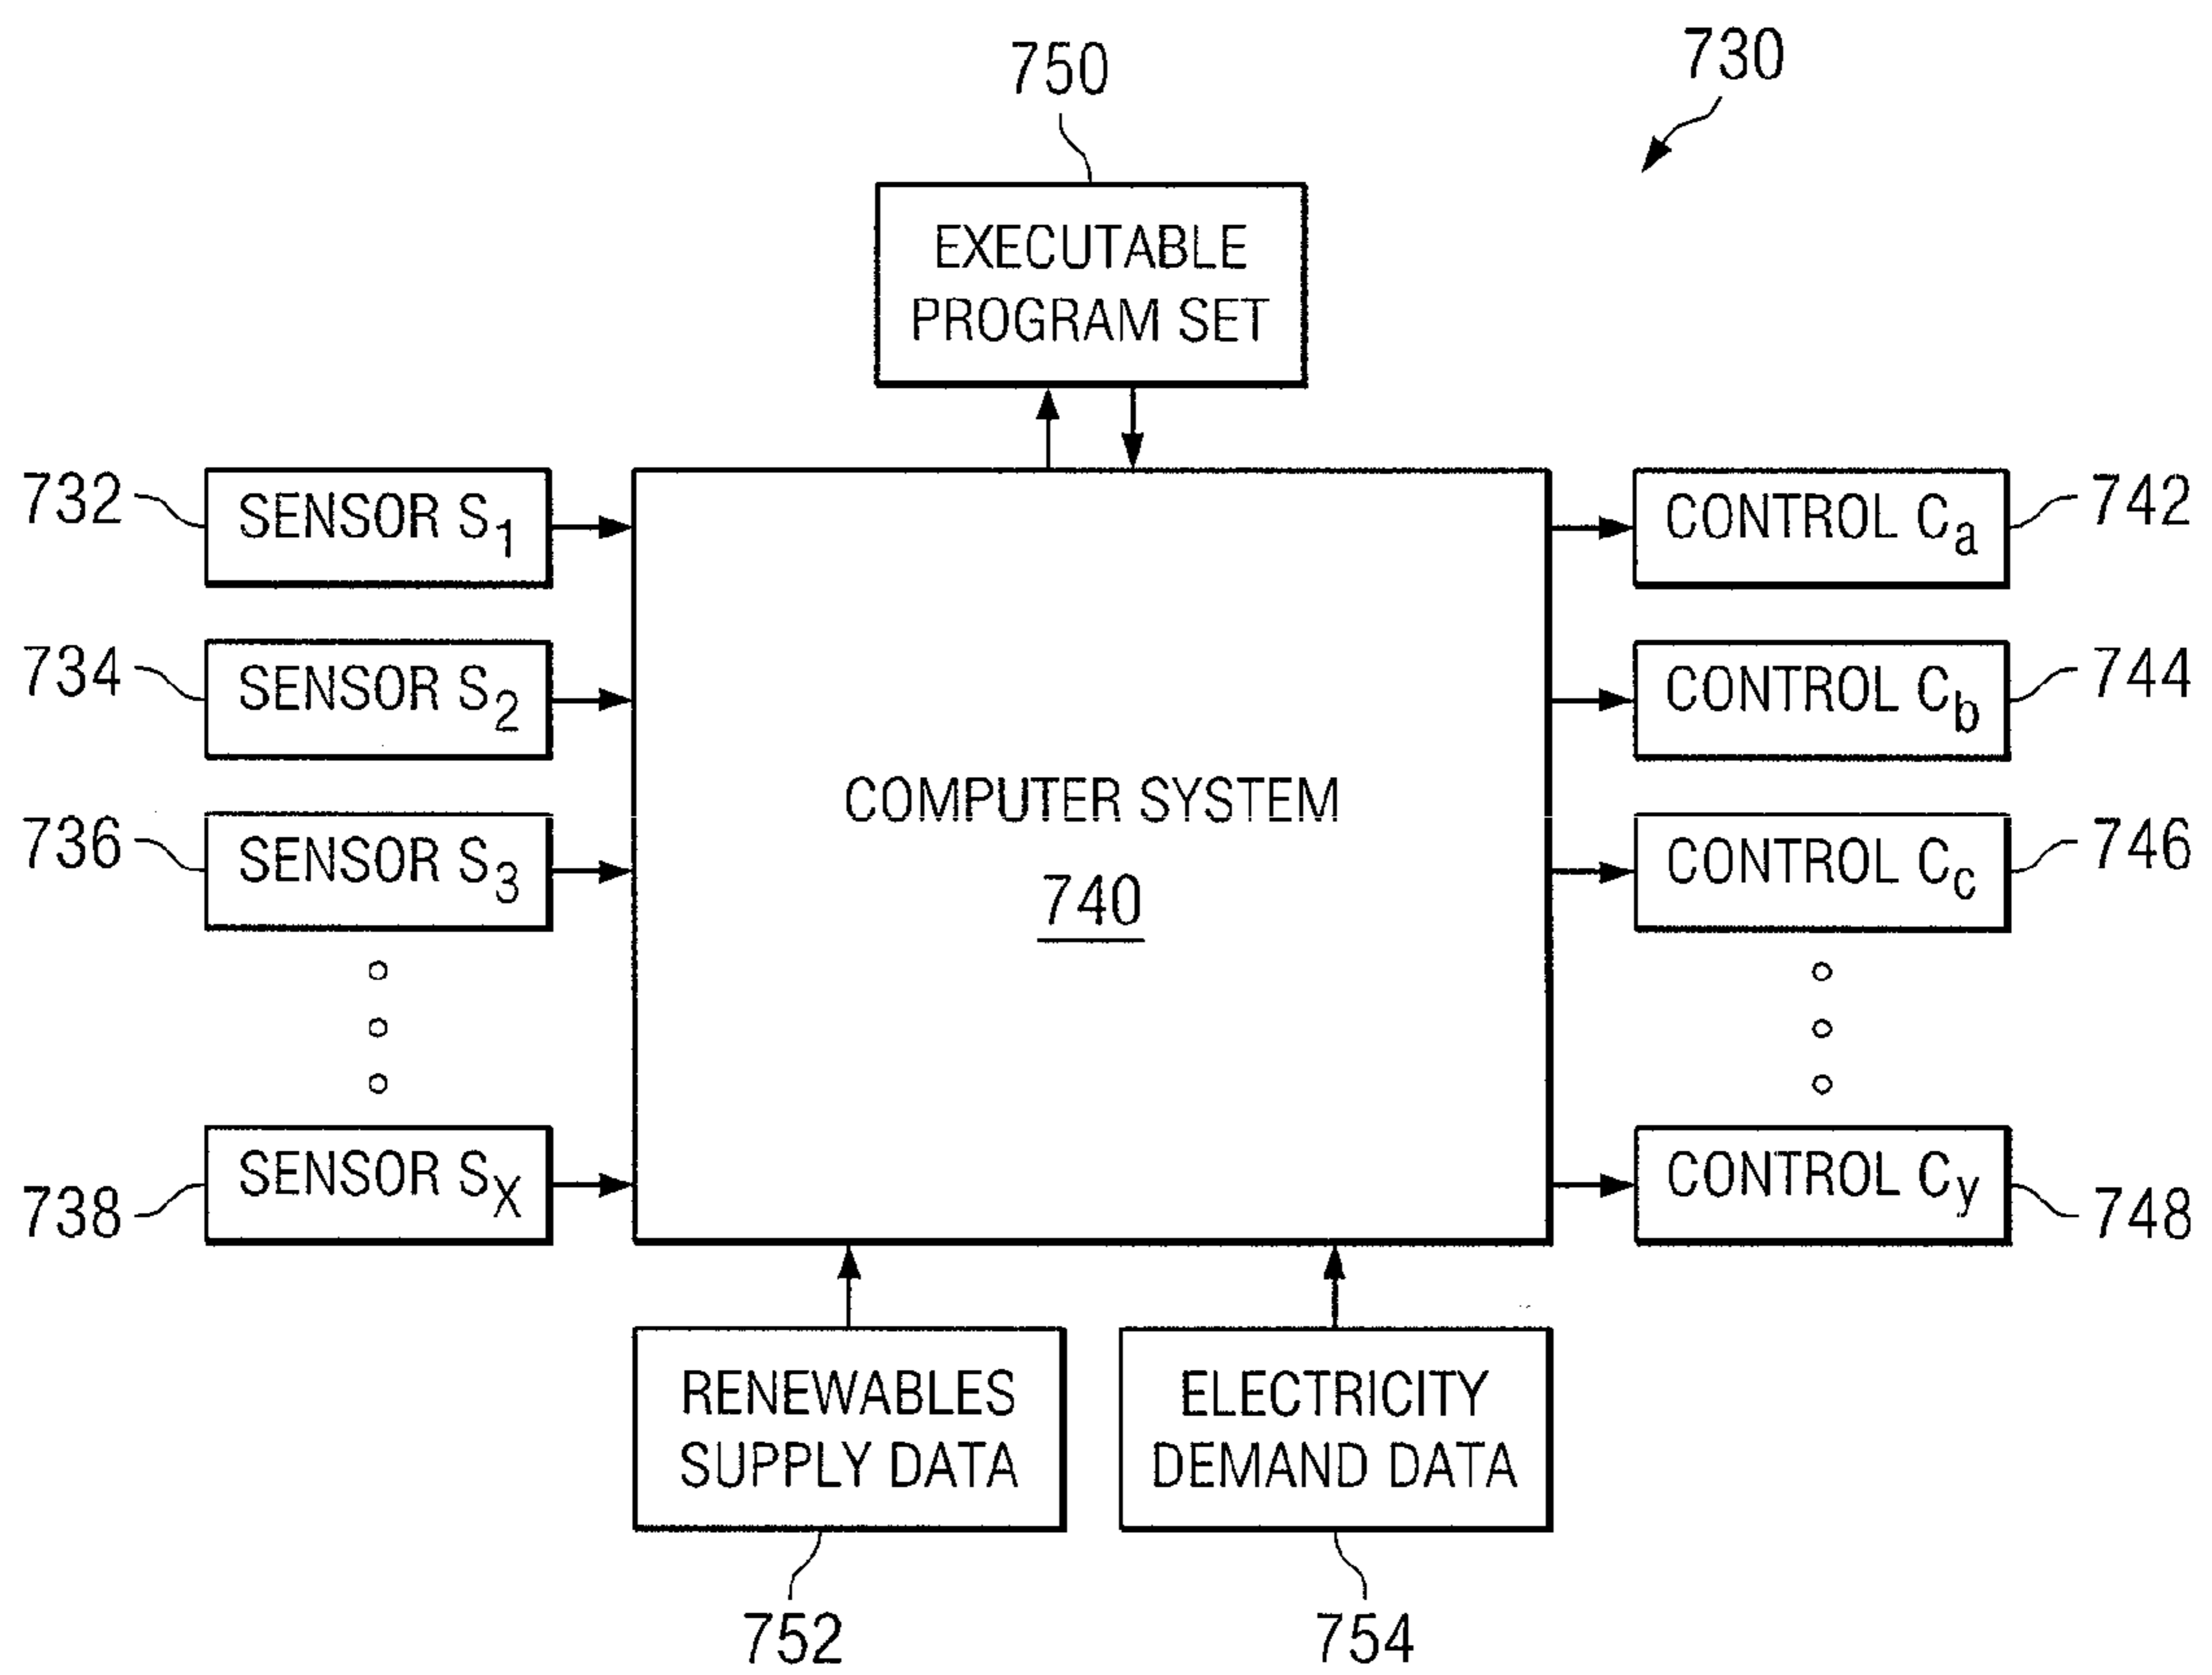 750
730
EXECUTABLE
PROGRAM SET
732
SENSOR S1
CONTROL Ca
742
734
SENSOR S2
CONTROL Cb
744
COMPUTER SYSTEM
740
736
SENSOR S3
CONTROL Cc
746
738
SENSOR SX
CONTROL Cy
748
RENEWABLES
SUPPLY DATA
ELECTRICITY
DEMAND DATA
752
754